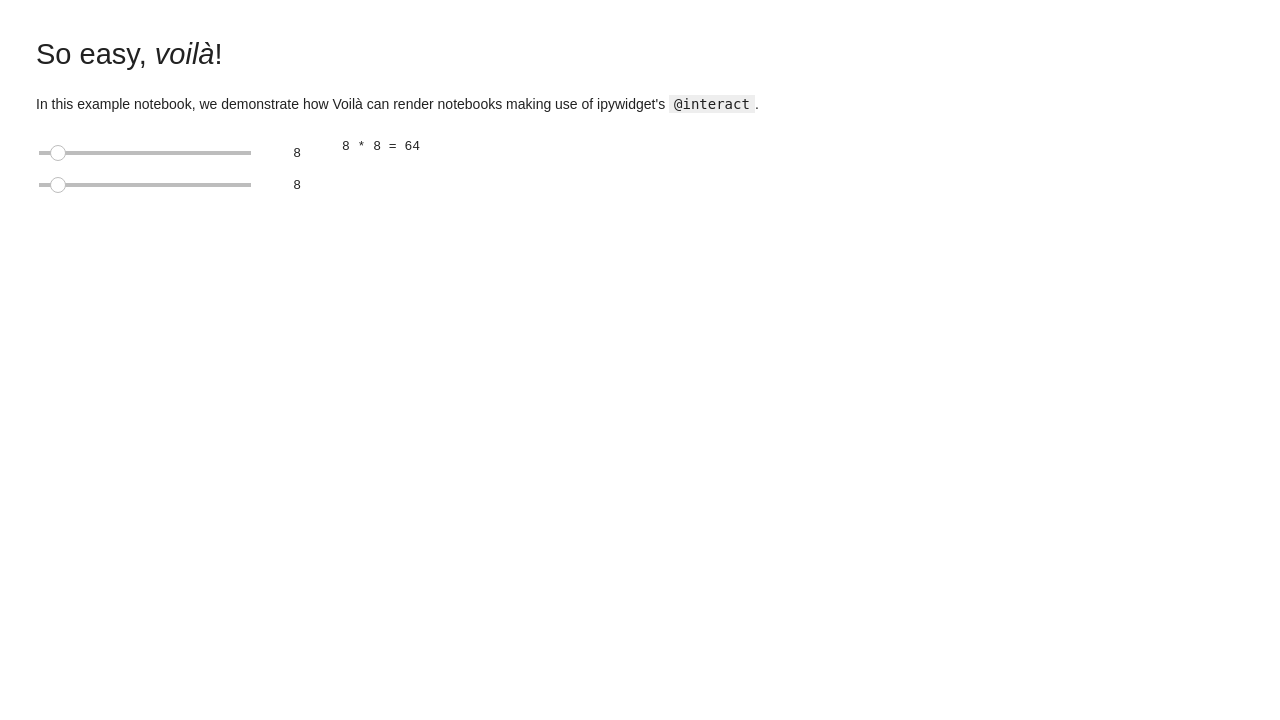 So easy, voilà!
In this example notebook, we demonstrate how Voilà can render notebooks making use of ipywidget's @interact.
8
8 * 8 = 64
8